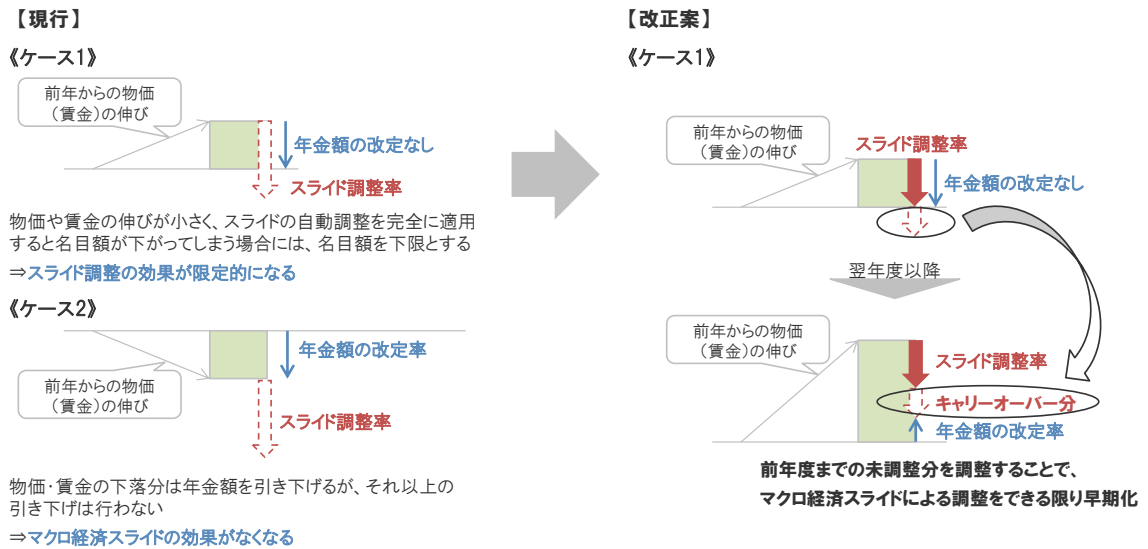 【現行】
《ケース1》
前年からの物価
（賃金）の伸び
年金額の改定なし
スライド調整率
物価や賃金の伸びが小さく、スライドの自動調整を完全に適用
すると名目額が下がってしまう場合には、名目額を下限とする
⇒スライド調整の効果が限定的になる
《ケース2》
年金額の改定率
前年からの物価
（賃金）の伸び
スライド調整率
物価・賃金の下落分は年金額を引き下げるが、それ以上の
引き下げは行わない
⇒マクロ経済スライドの効果がなくなる
【改正案】
《ケース1》
前年からの物価
（賃金）の伸び
スライド調整率
年金額の改定なし
翌年度以降
前年からの物価
（賃金）の伸び
スライド調整率
キャリーオーバー分
年金額の改定率
前年度までの未調整分を調整することで、
マクロ経済スライドによる調整をできる限り早期化